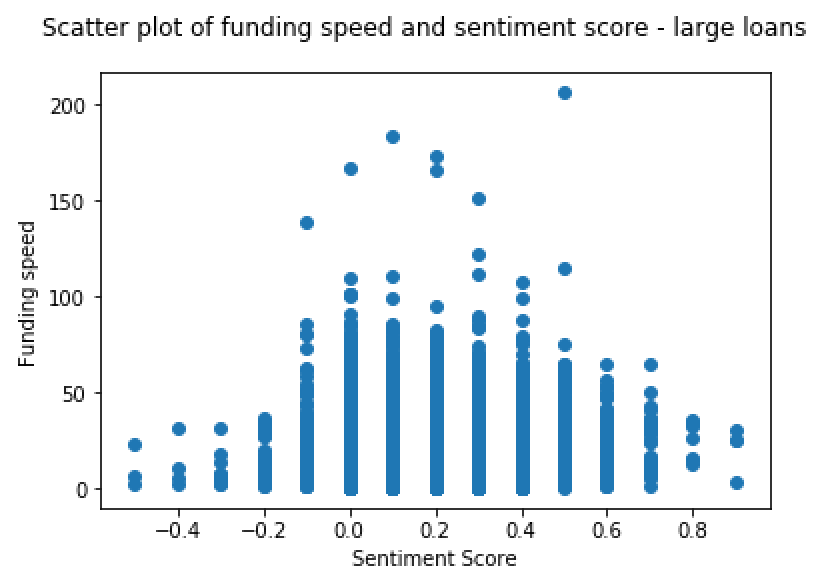 Scatter plot of funding speed and sentiment score - large loans
200
150
100
50
0
Funding speed
−0.4 −0.2 0.0 0.2 0.4 0.6 0.8
Sentiment Score